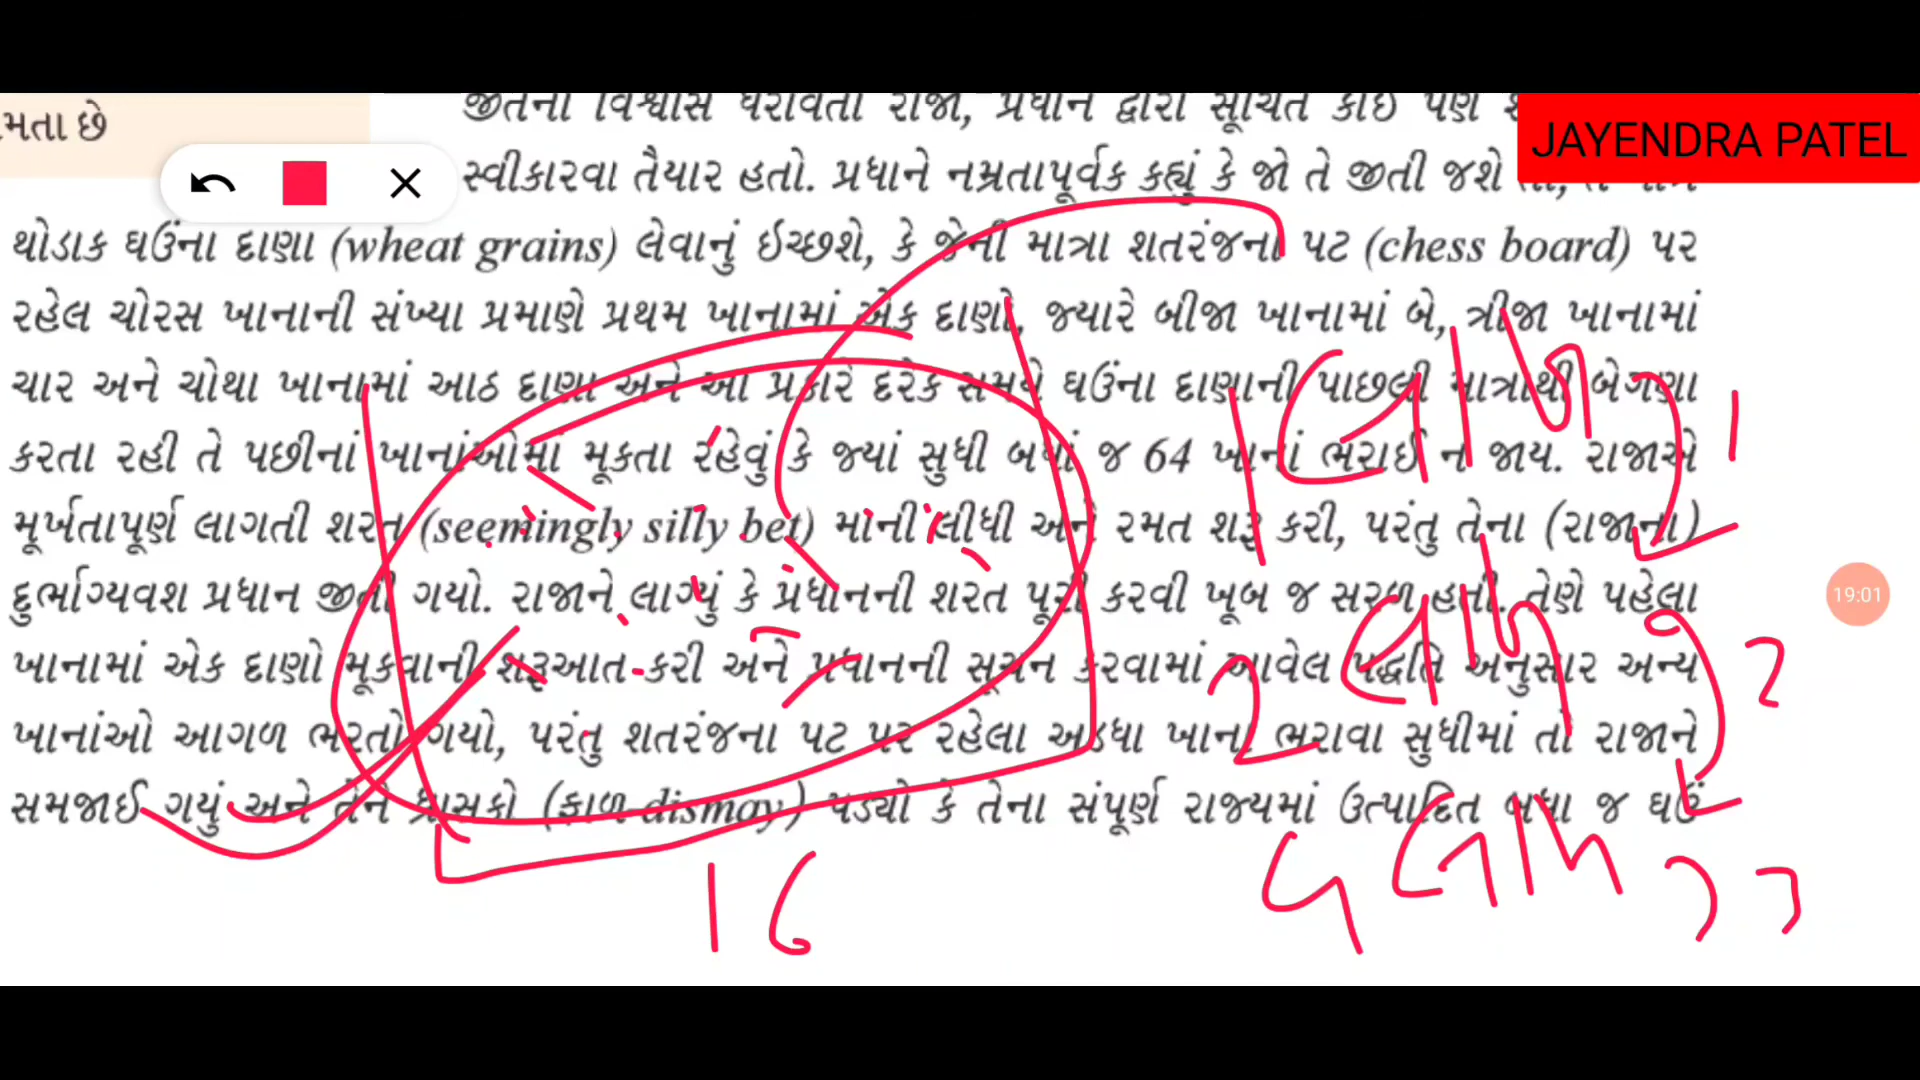 જીતનો વિશ્વાસ ધરાવતો રાજા, પ્રધાન દ્વારા સૂચિત કોઈ પણ
JAYENDRA PATEL
મતા છે
સ્વીકારવા તૈયાર હતો. પ્રધાને નમ્રતાપૂર્વક કહ્યું કે જો તે જીતી જશે તો,
થોડાક ઘઉંના દાણા (wheat grains) લેવાનું ઈચ્છશે, કે જેની માત્રા શતરંજના પટ (chess board) પર
રહેલ ચોરસ ખાનાની સંખ્યા પ્રમાણે પ્રથમ ખાનામાં એક દાણો, જ્યારે બીજા ખાનામાં બે, ત્રીજા ખાનામાં
ચાર અને ચોથા ખાનામાં આઠ દાણા અને આ પ્રકારે દરેક સમયે ઘઉંના દાણાની પાછલી માત્રાથી બેગણા
કરતા રહી તે પછીનાં ખાનાંઓમાં મૂકતા રહેવું કે જ્યાં સુધી બધાં જ 64 ખાનાં ભરાઈ ન જાય. રાજાએ
મૂર્ખતાપૂર્ણ લાગતી શરત (seemingly silly bet) માની લીધી અને રમત શરૂ કરી, પરંતુ તેના (રાજાના)
દુર્ભાગ્યવશ પ્રધાન જીતી ગયો. રાજાને લાગ્યું કે પ્રધાનની શરત પૂરી કરવી ખૂબ જ સરળ હતી. તેણે પહેલા
ખાનામાં એક દાણો મૂકવાની શરૂઆત કરી અને પ્રધાનની સૂચન કરવામાં આવેલ પદ્ધતિ અનુસાર અન્ય
ખાનાંઓ આગળ ભરતો ગયો, પરંતુ શતરંજના પટ પર રહેલા અડધા ખાના ભરાવા સુધીમાં તો રાજાને
સમજાઈ ગયું અને તેને ધ્રાસકો (ફાળ-dismay) પડ્યો કે તેના સંપૂર્ણ રાજ્યમાં ઉત્પાદિત બધા જ ઘઉં
19:01
1 લાખ 1
2 લાખ 2
4 લાખ
16